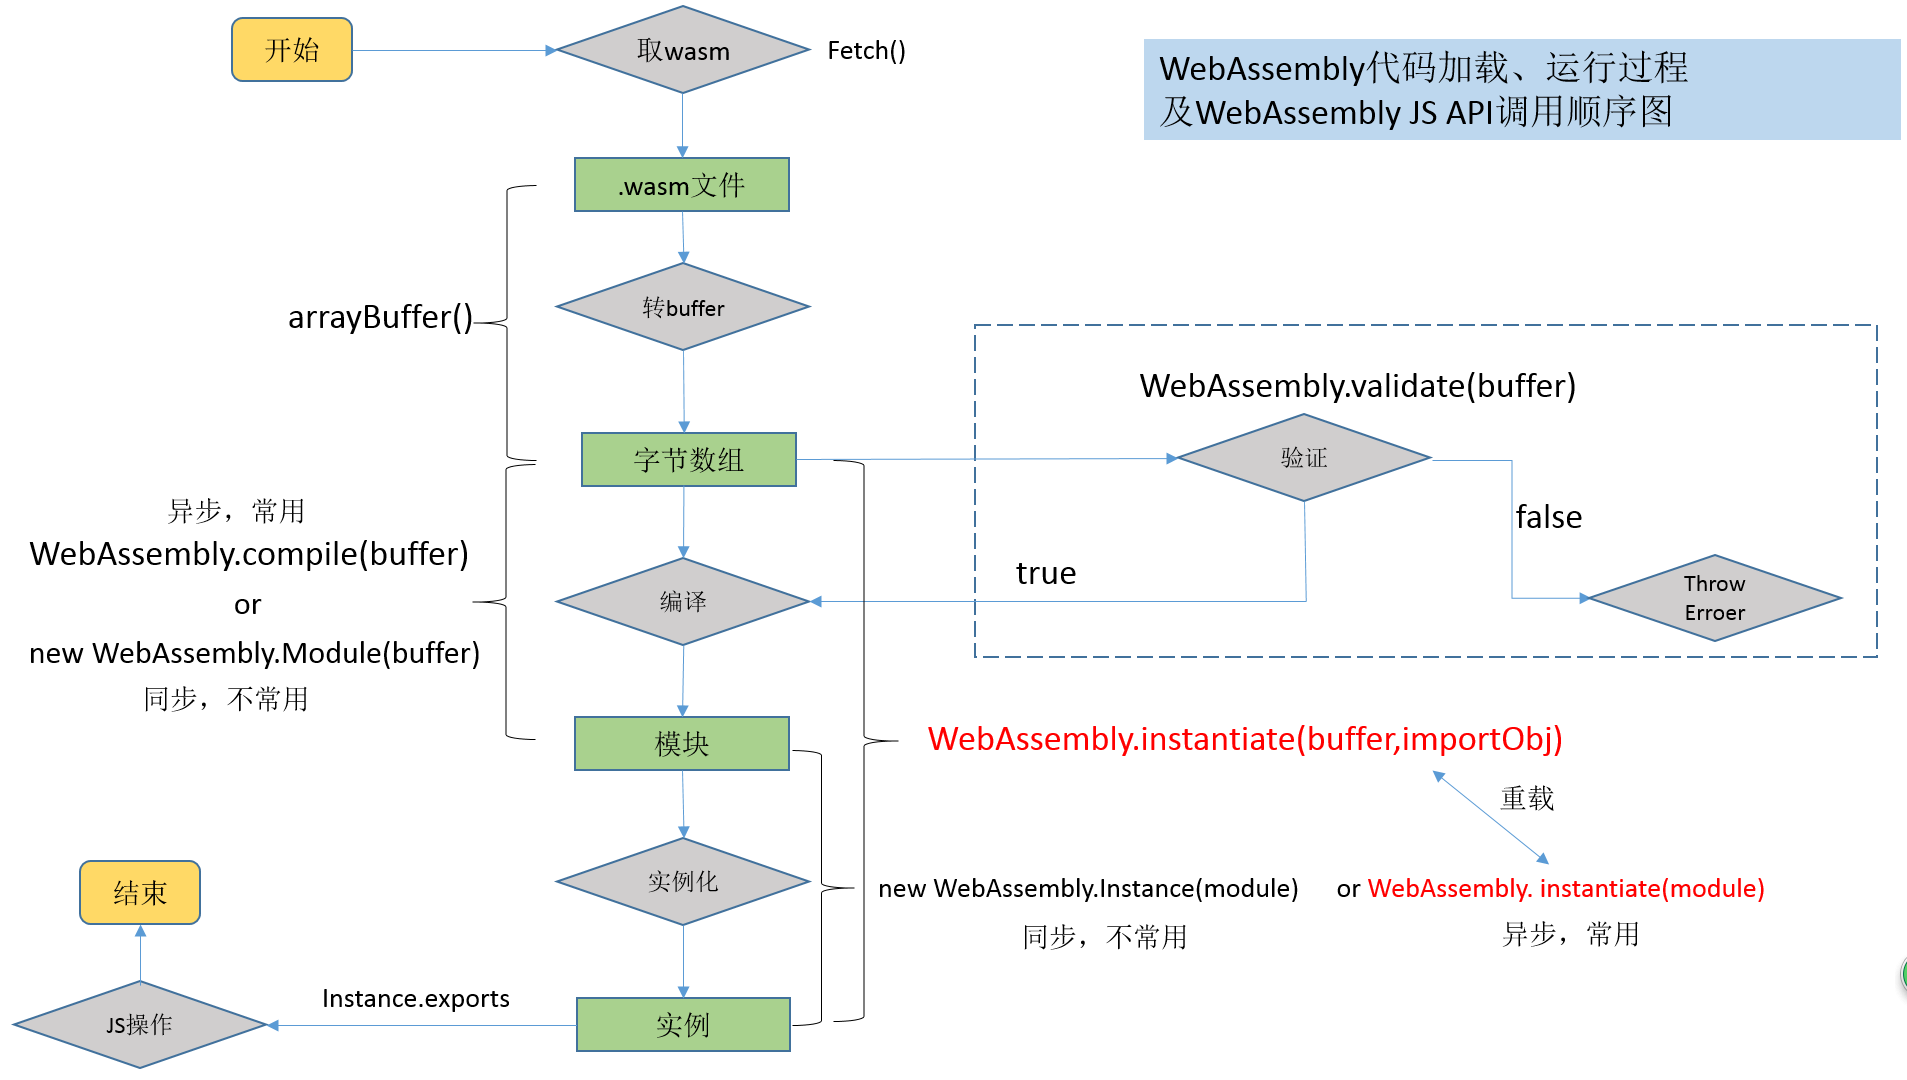 开始
取wasm
Fetch()
WebAssembly代码加载、运行过程
及WebAssembly JS API调用顺序图
.wasm文件
arrayBuffer()
转buffer
WebAssembly.validate(buffer)
字节数组
验证
false
异步，常用
WebAssembly.compile(buffer)
or
new WebAssembly.Module(buffer)
同步，不常用
编译
true
Throw
Erroer
模块
WebAssembly.instantiate(buffer,importObj)
重载
实例化
new WebAssembly.Instance(module)
同步，不常用
or WebAssembly. instantiate(module)
异步，常用
结束
Instance.exports
JS操作
实例